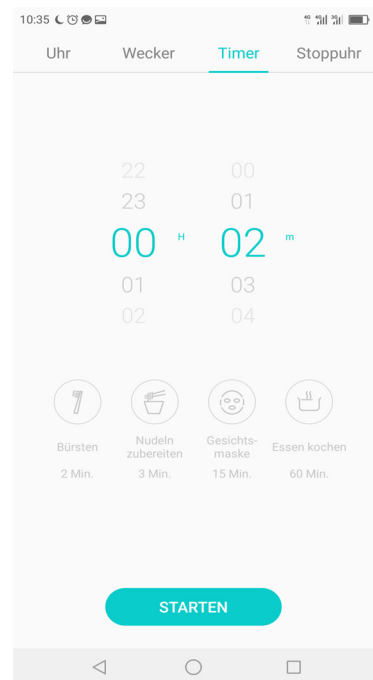 10:35
Uhr Wecker Timer Stoppuhr
22 00
23 01
00 H 02 m
01 03
02 04
Bürsten Nudeln zubereiten Gesichts-maske Essen kochen
2 Min. 3 Min. 15 Min. 60 Min.
STARTEN